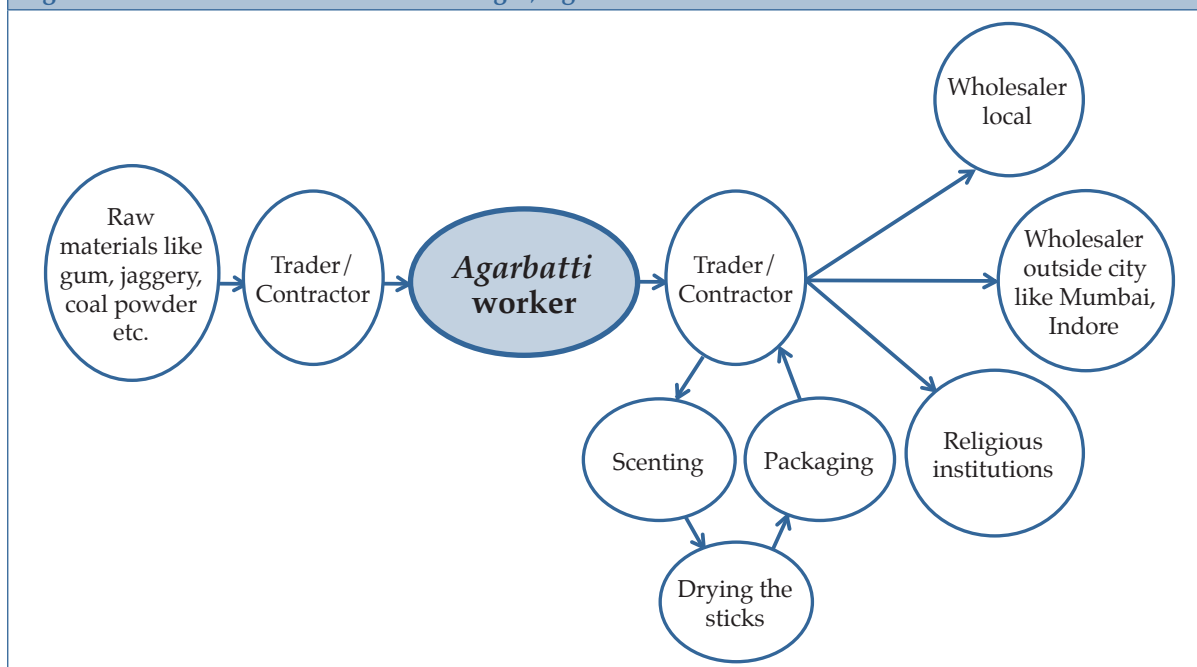 Raw
materials like
gum, jaggery,
coal powder
etc.
Trader/
Contractor
Agarbatti
worker
Trader/
Contractor
Wholesaler
local
Wholesaler
outside city
like Mumbai,
Indore
Religious
institutions
Scenting
Packaging
Drying the
sticks